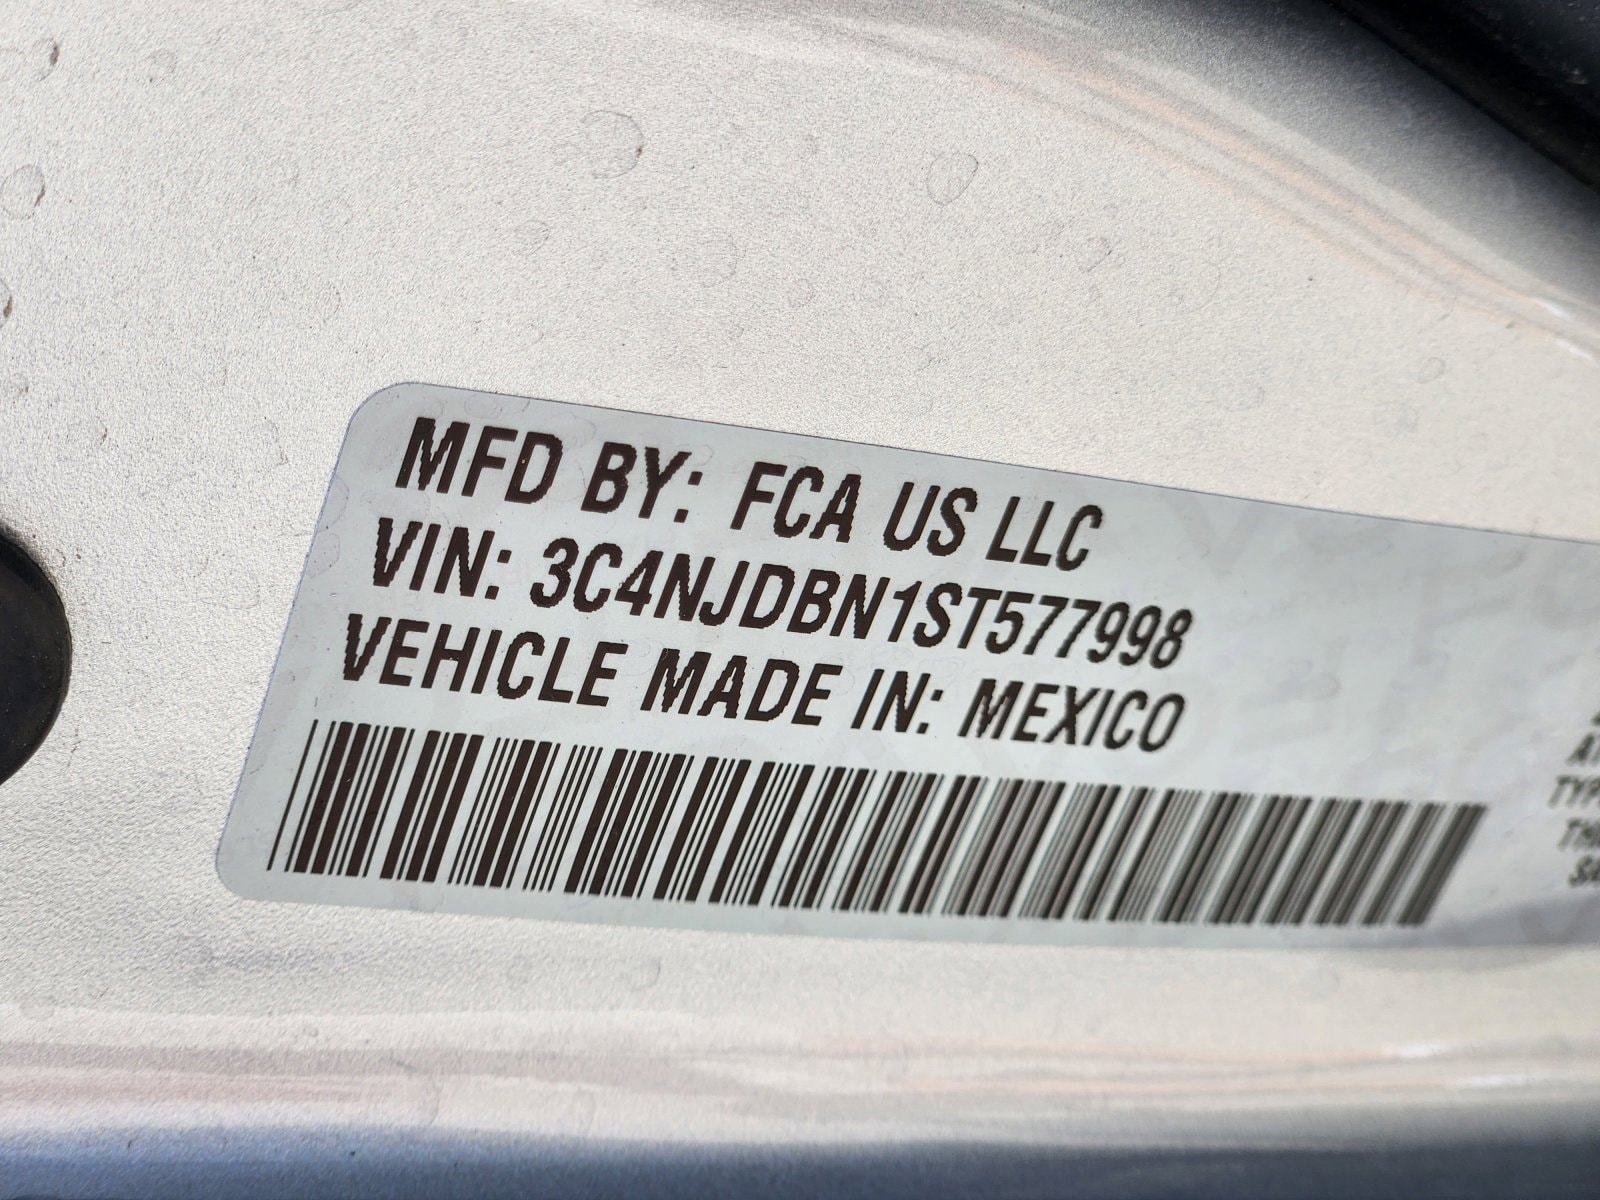 MFD BY: FCA US LLC
VIN: 3C4NJDBN1ST577998
VEHICLE MADE IN: MEXICO